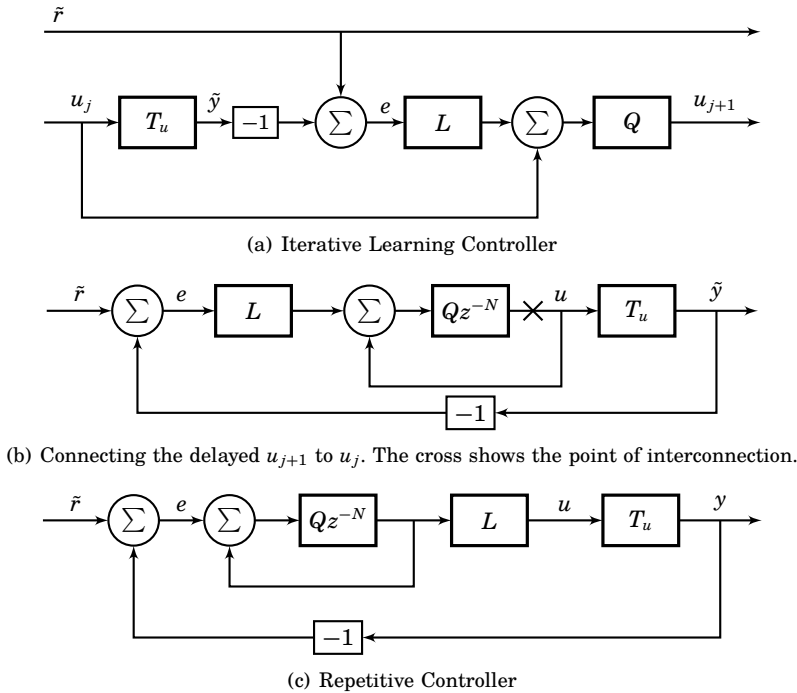 r̃
u_j T_u ỹ −1 Σ e L Σ Q u_{j+1}
(a) Iterative Learning Controller
r̃ Σ e L Σ Qz^{−N} u T_u ỹ
−1
(b) Connecting the delayed u_{j+1} to u_j. The cross shows the point of interconnection.
r̃ Σ e Σ Qz^{−N} L u T_u y
−1
(c) Repetitive Controller